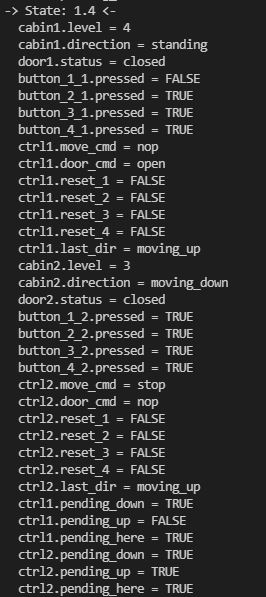 -> State: 1.4 <-
cabin1.level = 4
cabin1.direction = standing
door1.status = closed
button_1_1.pressed = FALSE
button_2_1.pressed = TRUE
button_3_1.pressed = TRUE
button_4_1.pressed = TRUE
ctrl1.move_cmd = nop
ctrl1.door_cmd = open
ctrl1.reset_1 = FALSE
ctrl1.reset_2 = FALSE
ctrl1.reset_3 = FALSE
ctrl1.reset_4 = FALSE
ctrl1.last_dir = moving_up
cabin2.level = 3
cabin2.direction = moving_down
door2.status = closed
button_1_2.pressed = TRUE
button_2_2.pressed = TRUE
button_3_2.pressed = TRUE
button_4_2.pressed = TRUE
ctrl2.move_cmd = stop
ctrl2.door_cmd = nop
ctrl2.reset_1 = FALSE
ctrl2.reset_2 = FALSE
ctrl2.reset_3 = FALSE
ctrl2.reset_4 = FALSE
ctrl2.last_dir = moving_up
ctrl1.pending_down = TRUE
ctrl1.pending_up = FALSE
ctrl1.pending_here = TRUE
ctrl2.pending_down = TRUE
ctrl2.pending_up = TRUE
ctrl2.pending_here = TRUE